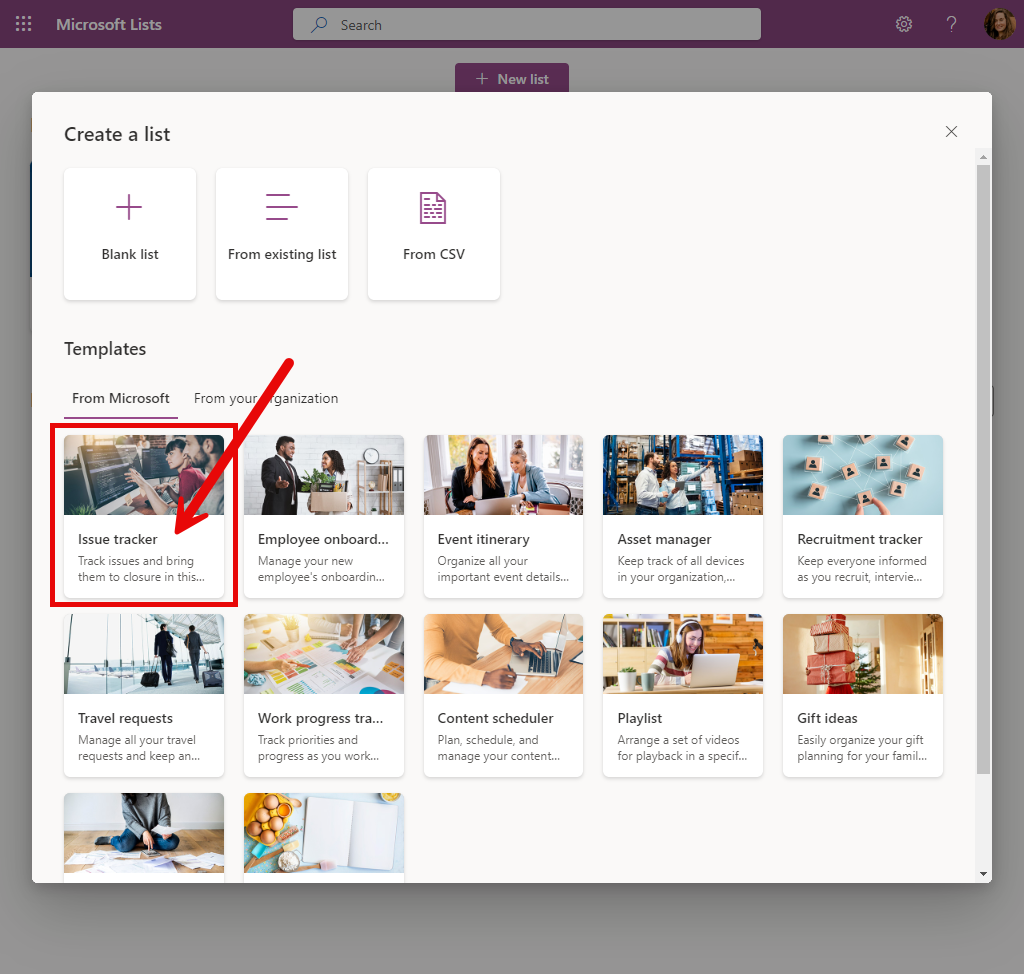 Microsoft Lists
Search
?
New list
Create a list
Blank list
From existing list
From CSV
Templates
From Microsoft
From your organization
Issue tracker
Track issues and bring
them to closure in this...
Employee onboard...
Manage your new
employee's onboardin...
Event itinerary
Organize all your
important event details...
Asset manager
Keep track of all devices
in your organization,...
Recruitment tracker
Keep everyone informed
as you recruit, intervie...
Travel requests
Manage all your travel
requests and keep an...
Work progress tra...
Track priorities and
progress as you work...
Content scheduler
Plan, schedule, and
manage your content...
Playlist
Arrange a set of videos
for playback in a specif...
Gift ideas
Easily organize your gift
planning for your famil...